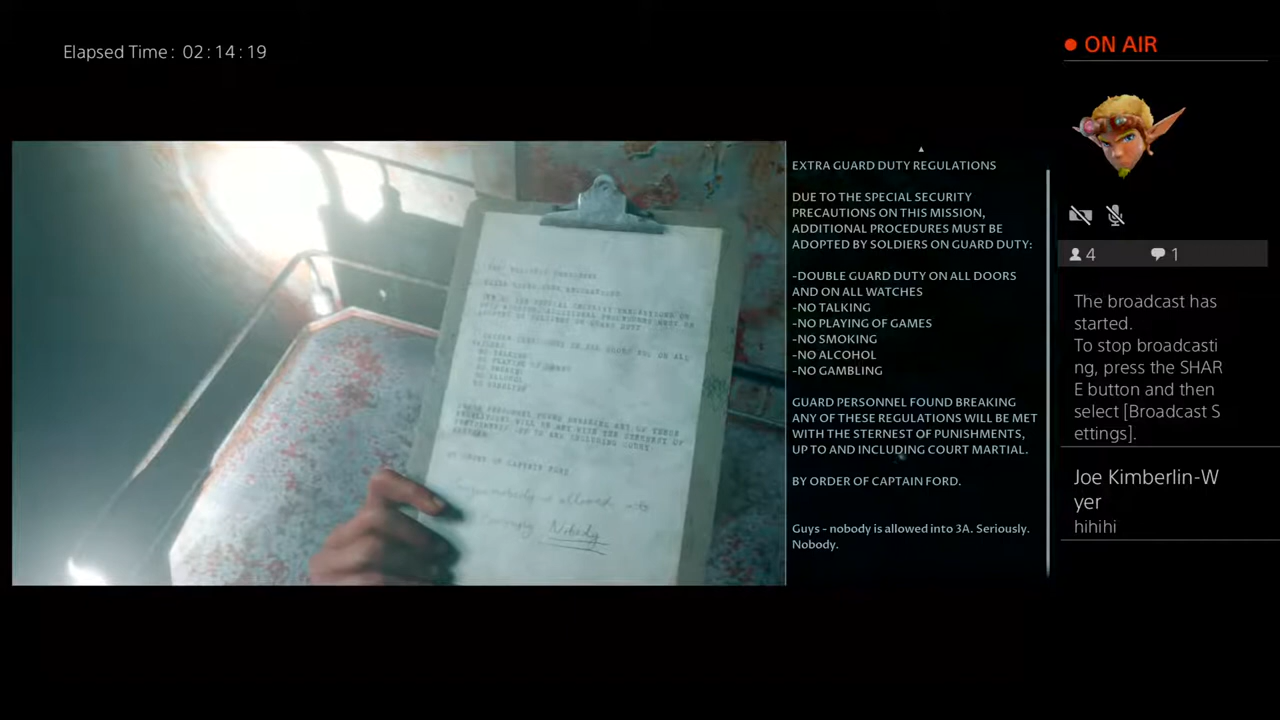 Elapsed Time: 02:14:19
EXTRA GUARD DUTY REGULATIONS
DUE TO THE SPECIAL SECURITY
PRECAUTIONS ON THIS MISSION,
ADDITIONAL PROCEDURES MUST BE
ADOPTED BY SOLDIERS ON GUARD DUTY:
-DOUBLE GUARD DUTY ON ALL DOORS
AND ON ALL WATCHES
-NO TALKING
-NO PLAYING OF GAMES
-NO SMOKING
-NO ALCOHOL
-NO GAMBLING
GUARD PERSONNEL FOUND BREAKING
ANY OF THESE REGULATIONS WILL BE MET
WITH THE STERNEST OF PUNISHMENTS,
UP TO AND INCLUDING COURT MARTIAL.
BY ORDER OF CAPTAIN FORD.
Guys - nobody is allowed into 3A. Seriously.
Nobody.
nobody is allowed
Nobody
ON AIR
4
1
The broadcast has
started.
To stop broadcasti
ng, press the SHAR
E button and then
select [Broadcast S
ettings].
Joe Kimberlin-W
yer
hihihi